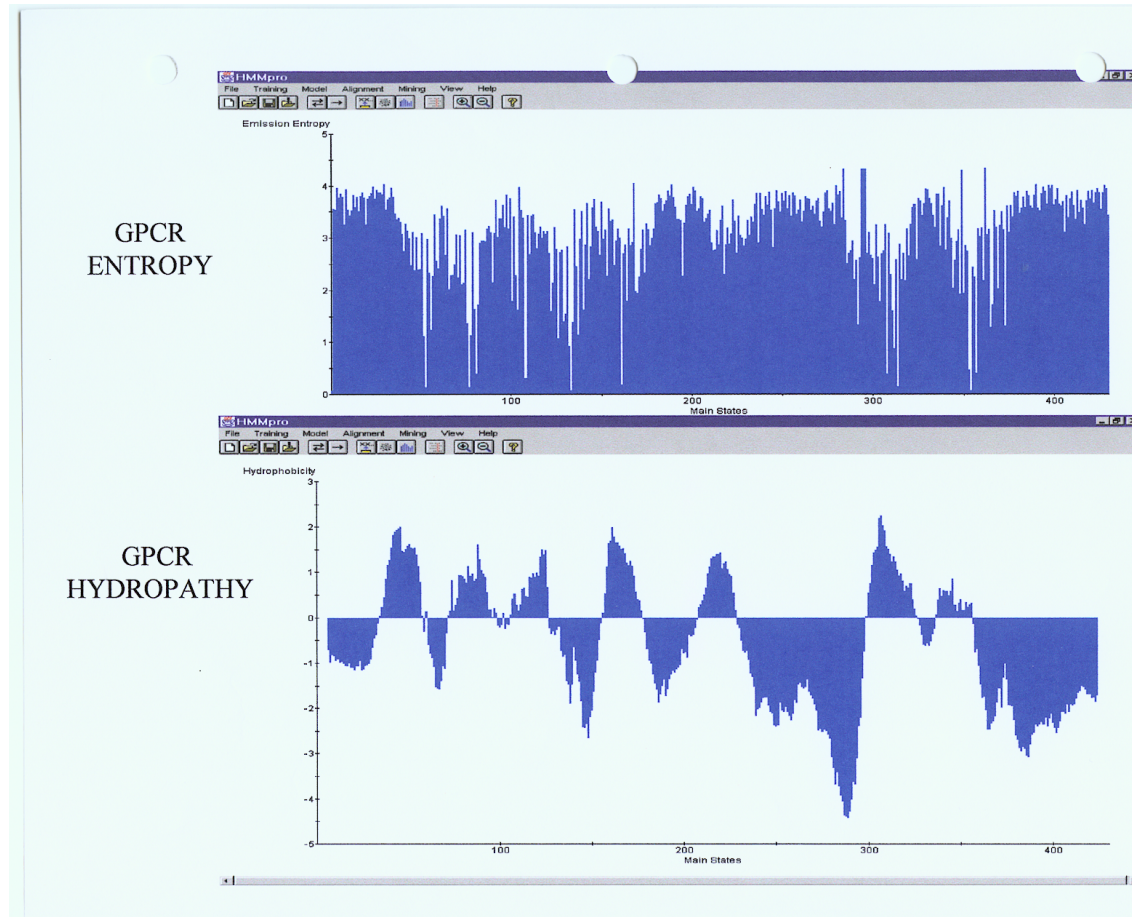 HMMpro
File Training Model Alignment Mining View Help
Emission Entropy
5
4
GPCR
ENTROPY
3
2
1
0
100 200 300 400
Main States
HMMpro
File Training Model Alignment Mining View Help
Hydrophobicity
3
2
GPCR
HYDROPATHY
1
0
-1
-2
-3
-4
-5
100 200 300 400
Main States